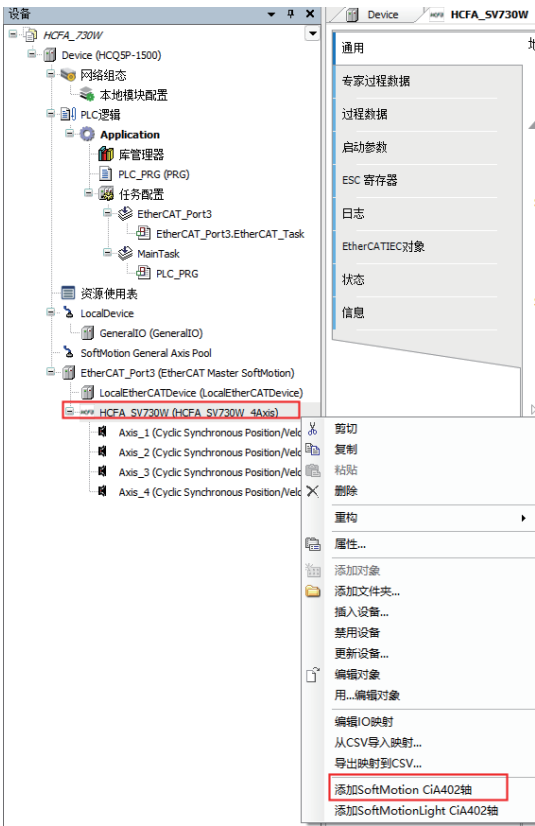 设备
HCFA_730W
Device (HCQ5P-1500)
网络组态
本地模块配置
PLC逻辑
Application
库管理器
PLC_PRG (PRG)
任务配置
EtherCAT_Port3
EtherCAT_Port3.EtherCAT_Task
MainTask
PLC_PRG
资源使用表
LocalDevice
GeneralIO (GeneralIO)
SoftMotion General Axis Pool
EtherCAT_Port3 (EtherCAT Master SoftMotion)
LocalEtherCATDevice (LocalEtherCATDevice)
HCFA_SV730W (HCFA_SV730W_4Axis)
Axis_1 (Cyclic Synchronous Position/Velo
Axis_2 (Cyclic Synchronous Position/Velo
Axis_3 (Cyclic Synchronous Position/Velo
Axis_4 (Cyclic Synchronous Position/Velo
Device
HCFA HCFA_SV730W
通用
专家过程数据
过程数据
启动参数
ESC 寄存器
日志
EtherCATIEC对象
状态
信息
剪切
复制
粘贴
删除
重构
属性...
添加对象
添加文件夹...
插入设备...
禁用设备
更新设备...
编辑对象
用...编辑对象
编辑IO映射
从CSV导入映射...
导出映射到CSV...
添加SoftMotion CiA402轴
添加SoftMotionLight CiA402轴